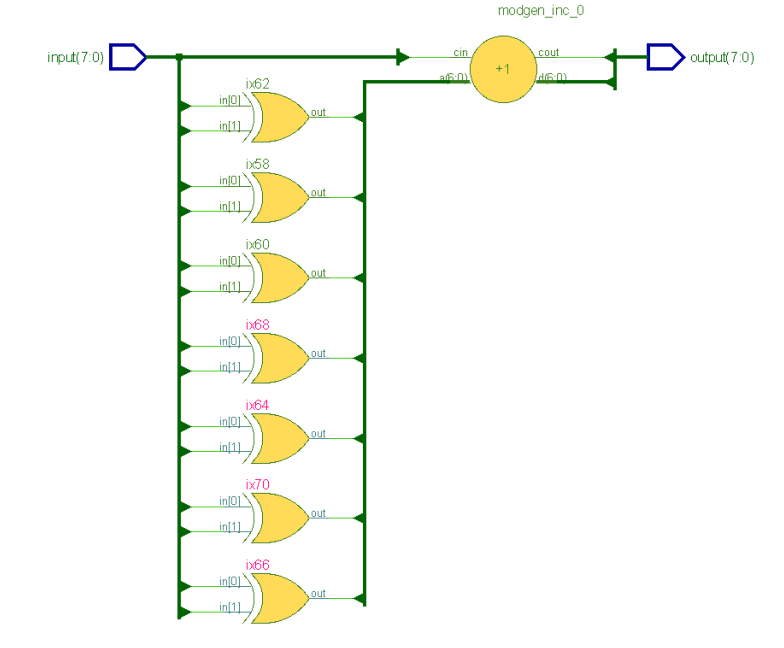 modgen_inc_0
input(7:0)
cin
cout
output(7:0)
+1
a(6:0)
d(6:0)
ix62
in[0]
out
in[1]
ix58
in[0]
out
in[1]
ix60
in[0]
out
in[1]
ix68
in[0]
out
in[1]
ix64
in[0]
out
in[1]
ix70
in[0]
out
in[1]
ix66
in[0]
out
in[1]